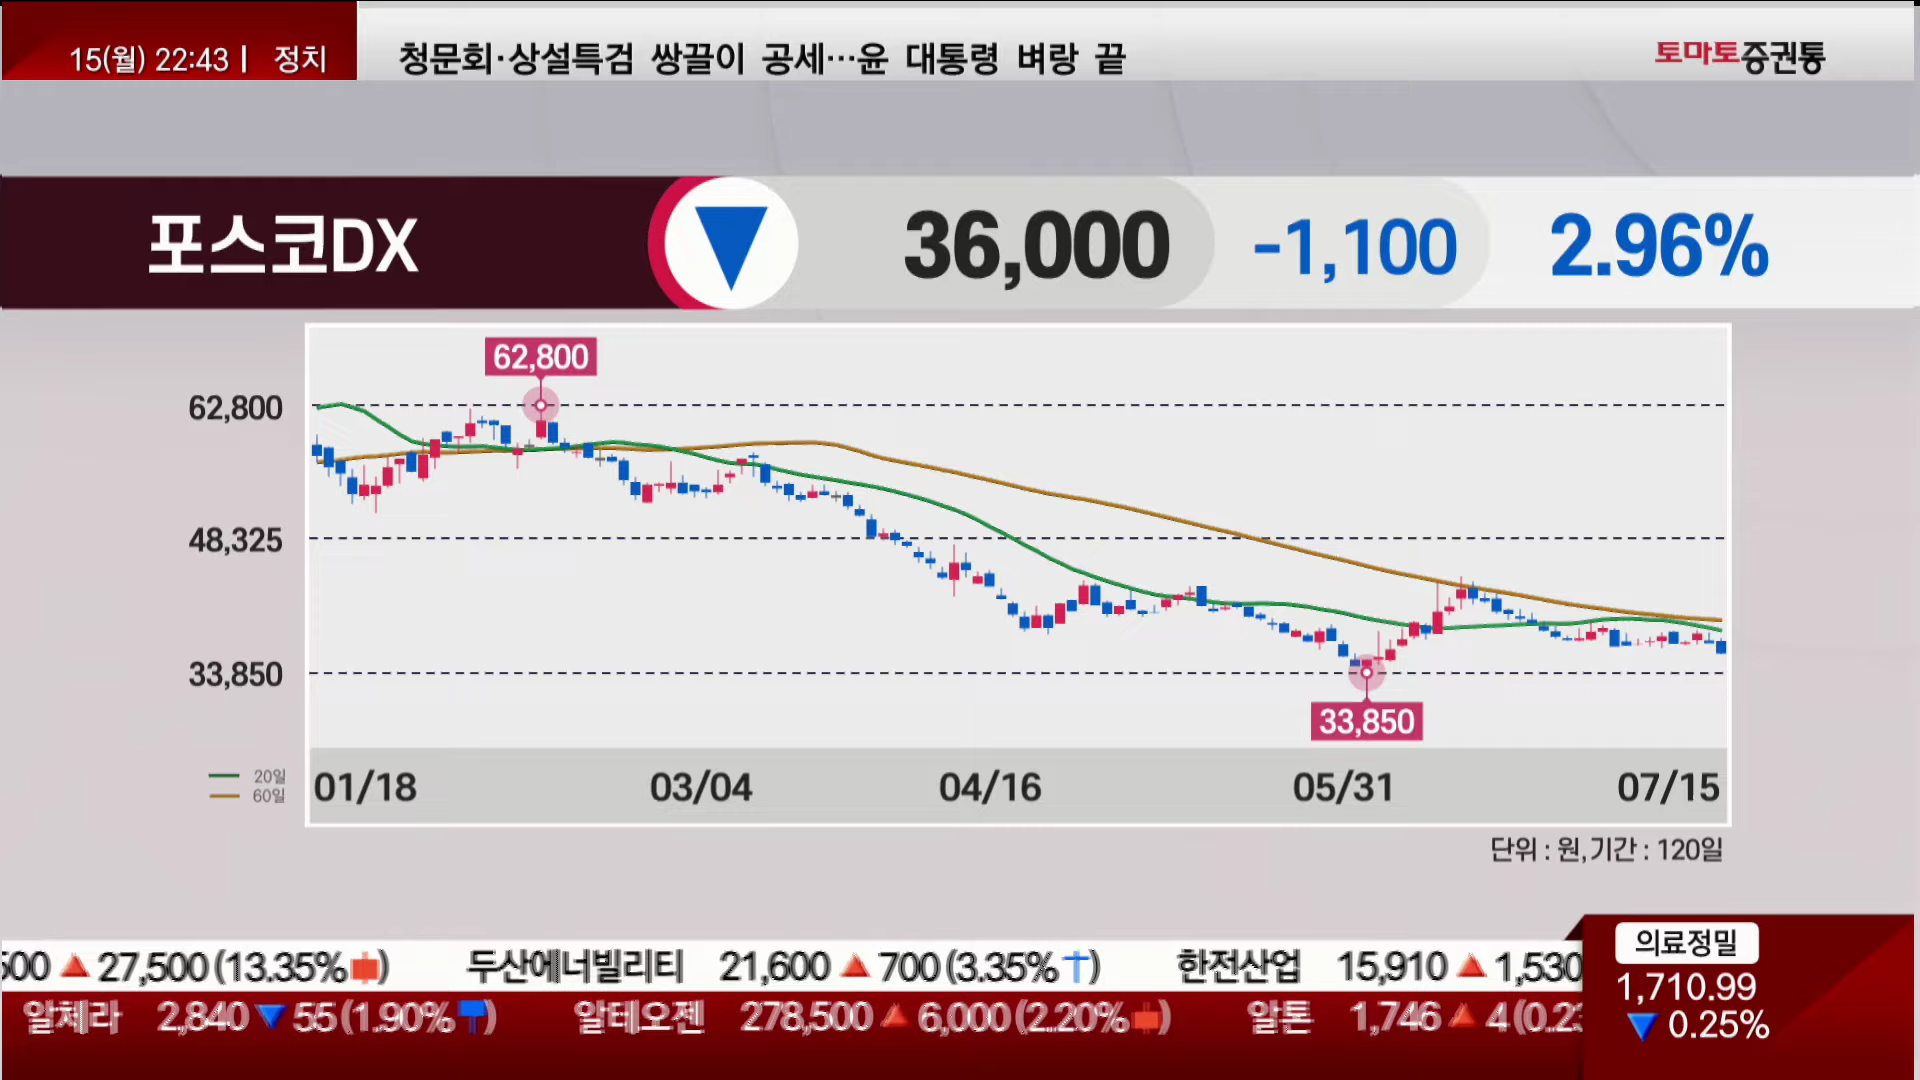 15(월) 22:43 | 정치 청문회·상설특검 쌍끌이 공세…윤 대통령 벼랑 끝 토마토증권통
포스코DX ▼ 36,000 -1,100 2.96%
62,800
62,800
48,325
33,850
33,850
20일
60일
01/18 03/04 04/16 05/31 07/15
단위 : 원, 기간 : 120일
500 ▲ 27,500 (13.35%) 두산에너빌리티 21,600 ▲ 700 (3.35%) 한전산업 15,910 ▲ 1,530
알체라 2,840 ▼ 55 (1.90%) 알테오젠 278,500 ▲ 6,000 (2.20%) 알톤 1,746 ▲ 4 (0.23
의료정밀
1,710.99
▼ 0.25%